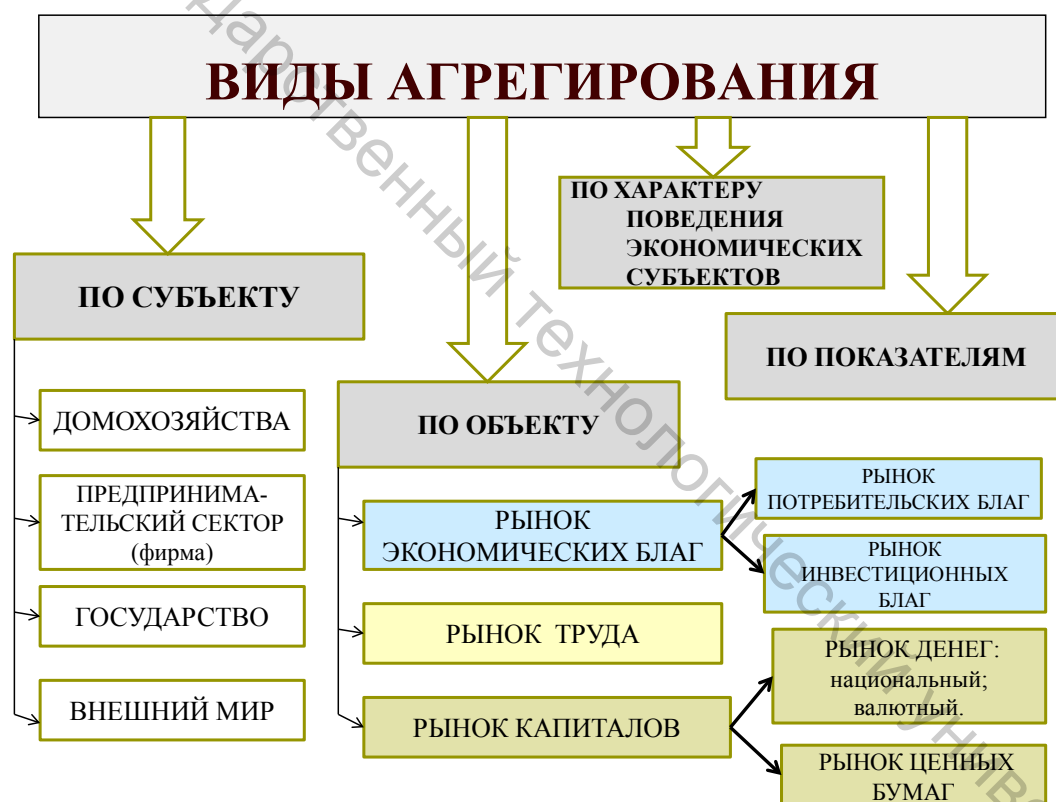 ВИДЫ АГРЕГИРОВАНИЯ
ПО ХАРАКТЕРУ
ПОВЕДЕНИЯ
ЭКОНОМИЧЕСКИХ
СУБЪЕКТОВ
ПО СУБЪЕКТУ
ПО ПОКАЗАТЕЛЯМ
ДОМОХОЗЯЙСТВА
ПРЕДПРИНИМА-
ТЕЛЬСКИЙ СЕКТОР
(фирма)
ГОСУДАРСТВО
ВНЕШНИЙ МИР
ПО ОБЪЕКТУ
РЫНОК
ЭКОНОМИЧЕСКИХ БЛАГ
РЫНОК
ПОТРЕБИТЕЛЬСКИХ БЛАГ
РЫНОК
ИНВЕСТИЦИОННЫХ
БЛАГ
РЫНОК ТРУДА
РЫНОК КАПИТАЛОВ
РЫНОК ДЕНЕГ:
национальный;
валютный.
РЫНОК ЦЕННЫХ
БУМАГ
технологический